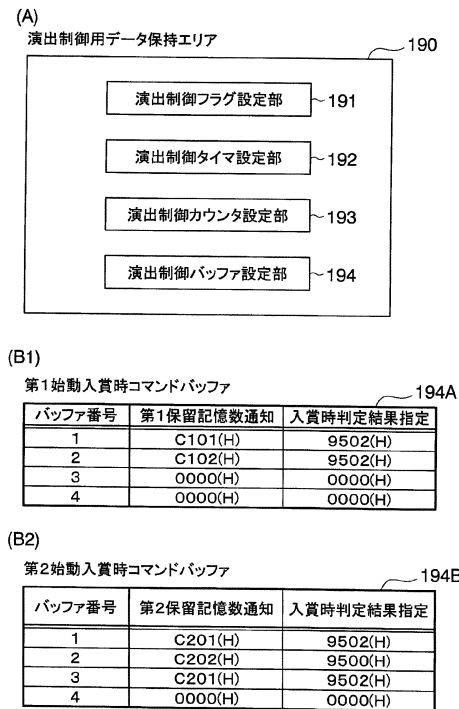 (A)
演出制御用データ保持エリア
190
演出制御フラグ設定部
191
演出制御タイマ設定部
192
演出制御カウンタ設定部
193
演出制御バッファ設定部
194
(B1)
第1始動入賞時コマンドバッファ
194A
バッファ番号 第1保留記憶数通知 入賞時判定結果指定
1 C101(H) 9502(H)
2 C102(H) 9502(H)
3 0000(H) 0000(H)
4 0000(H) 0000(H)
(B2)
第2始動入賞時コマンドバッファ
194B
バッファ番号 第2保留記憶数通知 入賞時判定結果指定
1 C201(H) 9502(H)
2 C202(H) 9500(H)
3 C201(H) 9502(H)
4 0000(H) 0000(H)